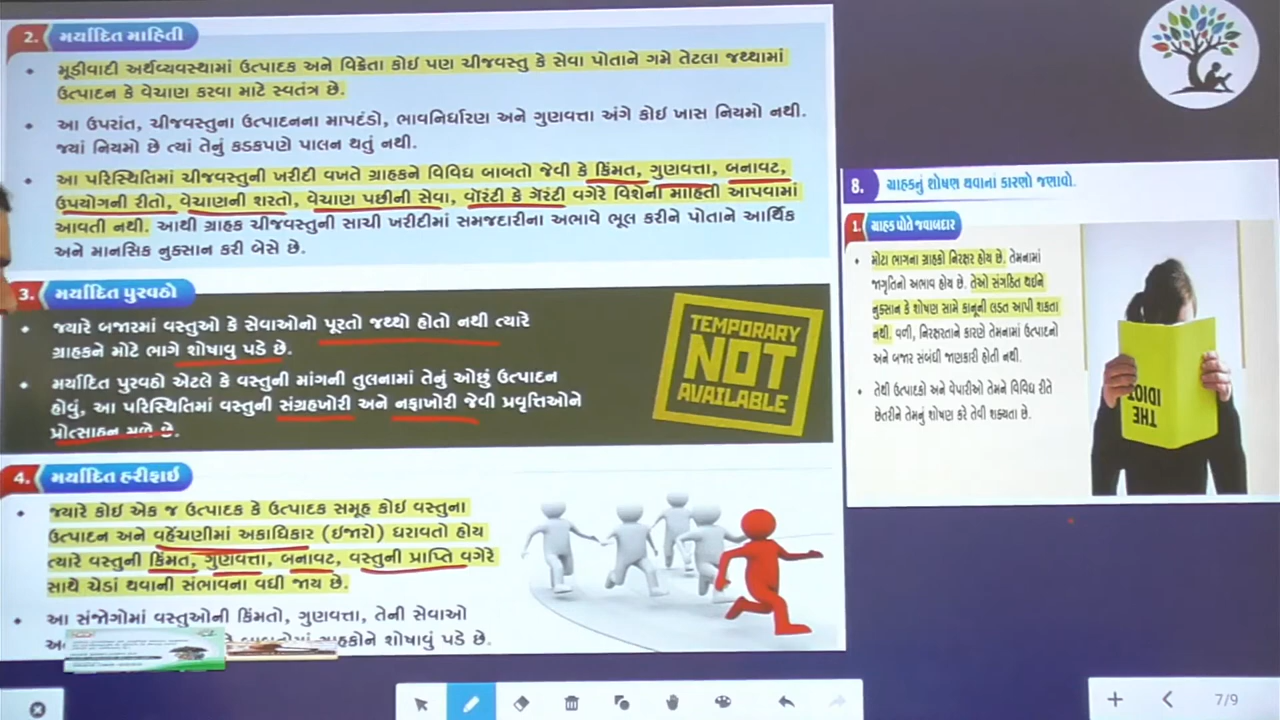 2. મર્યાદિત માહિતી
• મૂડીવાદી અર્થવ્યવસ્થામાં ઉત્પાદક અને વિક્રેતા કોઈ પણ ચીજવસ્તુ કે સેવા પોતાને ગમે તેટલા જથ્થામાં
ઉત્પાદન કે વેચાણ કરવા માટે સ્વતંત્ર છે.
• આ ઉપરાંત, ચીજવસ્તુના ઉત્પાદનના માપદંડો, ભાવનિર્ધારણ અને ગુણવત્તા અંગે કોઈ ખાસ નિયમો નથી.
જ્યાં નિયમો છે ત્યાં તેનું કડકપણે પાલન થતું નથી.
• આ પરિસ્થિતિમાં ચીજવસ્તુની ખરીદી વખતે ગ્રાહકને વિવિધ બાબતો જેવી કે કિંમત, ગુણવત્તા, બનાવટ,
ઉપયોગની રીતો, વેચાણની શરતો, વેચાણ પછીની સેવા, વૉરંટી કે ગૅરંટી વગેરે વિશેની માહિતી આપવામાં
આવતી નથી. આથી ગ્રાહક ચીજવસ્તુની સાચી ખરીદીમાં સમજદારીના અભાવે ભૂલ કરીને પોતાને આર્થિક
અને માનસિક નુકસાન કરી બેસે છે.
3. મર્યાદિત પુરવઠો
• જ્યારે બજારમાં વસ્તુઓ કે સેવાઓનો પૂરતો જથ્થો હોતો નથી ત્યારે
ગ્રાહકને મોટે ભાગે શોષાવુ પડે છે.
• મર્યાદિત પુરવઠો એટલે કે વસ્તુની માંગની તુલનામાં તેનું ઓછું ઉત્પાદન
હોવું, આ પરિસ્થિતિમાં વસ્તુની સંગ્રહખોરી અને નફાખોરી જેવી પ્રવૃત્તિઓને
પ્રોત્સાહન મળે છે.
TEMPORARY
NOT
AVAILABLE
4. મર્યાદિત હરીફાઇ
• જ્યારે કોઈ એક જ ઉત્પાદક કે ઉત્પાદક સમૂહ કોઈ વસ્તુના
ઉત્પાદન અને વહેંચણીમાં અકાધિકાર (ઈજારો) ધરાવતો હોય
ત્યારે વસ્તુની કિંમત, ગુણવત્તા, બનાવટ, વસ્તુની પ્રાપ્તિ વગેરે
સાથે ચેડાં થવાની સંભાવના વધી જાય છે.
• આ સંજોગોમાં વસ્તુઓની કિંમતો, ગુણવત્તા, તેની સેવાઓ
ગ્રાહકોને શોષાવું પડે છે.
8. ગ્રાહકનું શોષણ થવાનાં કારણો જણાવો.
1. ગ્રાહક પોતે જવાબદાર
• મોટા ભાગના ગ્રાહકો નિરક્ષર હોય છે. તેમનામાં
જાગૃતિનો અભાવ હોય છે. તેઓ સંગઠિત થઈને
નુકસાન કે શોષણ સામે કાનૂની લડત આપી શકતા
નથી. વળી, નિરક્ષરતાને કારણે તેમનામાં ઉત્પાદનો
અને બજાર સંબંધી જાણકારી હોતી નથી.
• તેથી ઉત્પાદકો અને વેપારીઓ તેમને વિવિધ રીતે
છેતરીને તેમનું શોષણ કરે તેવી શક્યતા છે.
THE
IDIOT
7/9